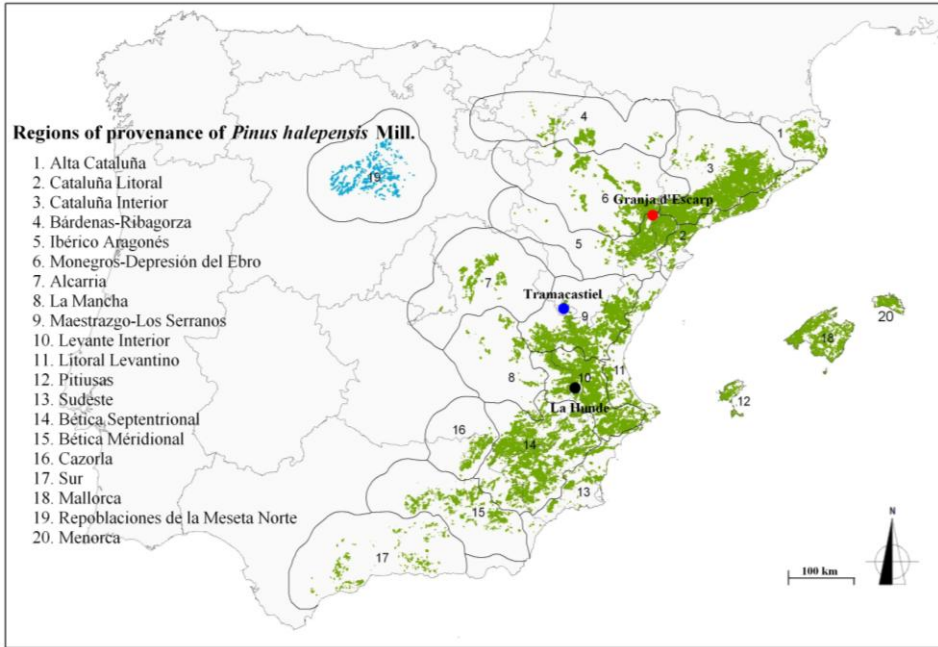 Regions of provenance of Pinus halepensis Mill.
1. Alta Cataluña
2. Cataluña Litoral
3. Cataluña Interior
4. Bárdenas-Ribagorza
5. Ibérico Aragonés
6. Monegros-Depresión del Ebro
7. Alcarria
8. La Mancha
9. Maestrazgo-Los Serranos
10. Levante Interior
11. Litoral Levantino
12. Pitiusas
13. Sudeste
14. Bética Septentrional
15. Bética Méridional
16. Cazorla
17. Sur
18. Mallorca
19. Repoblaciones de la Meseta Norte
20. Menorca
4
1
3
19
6
Granja d'Escarp
2
5
7
Tramacastiel
9
20
18
8
10
11
12
La Hunde
16
14
13
15
17
N
100 km